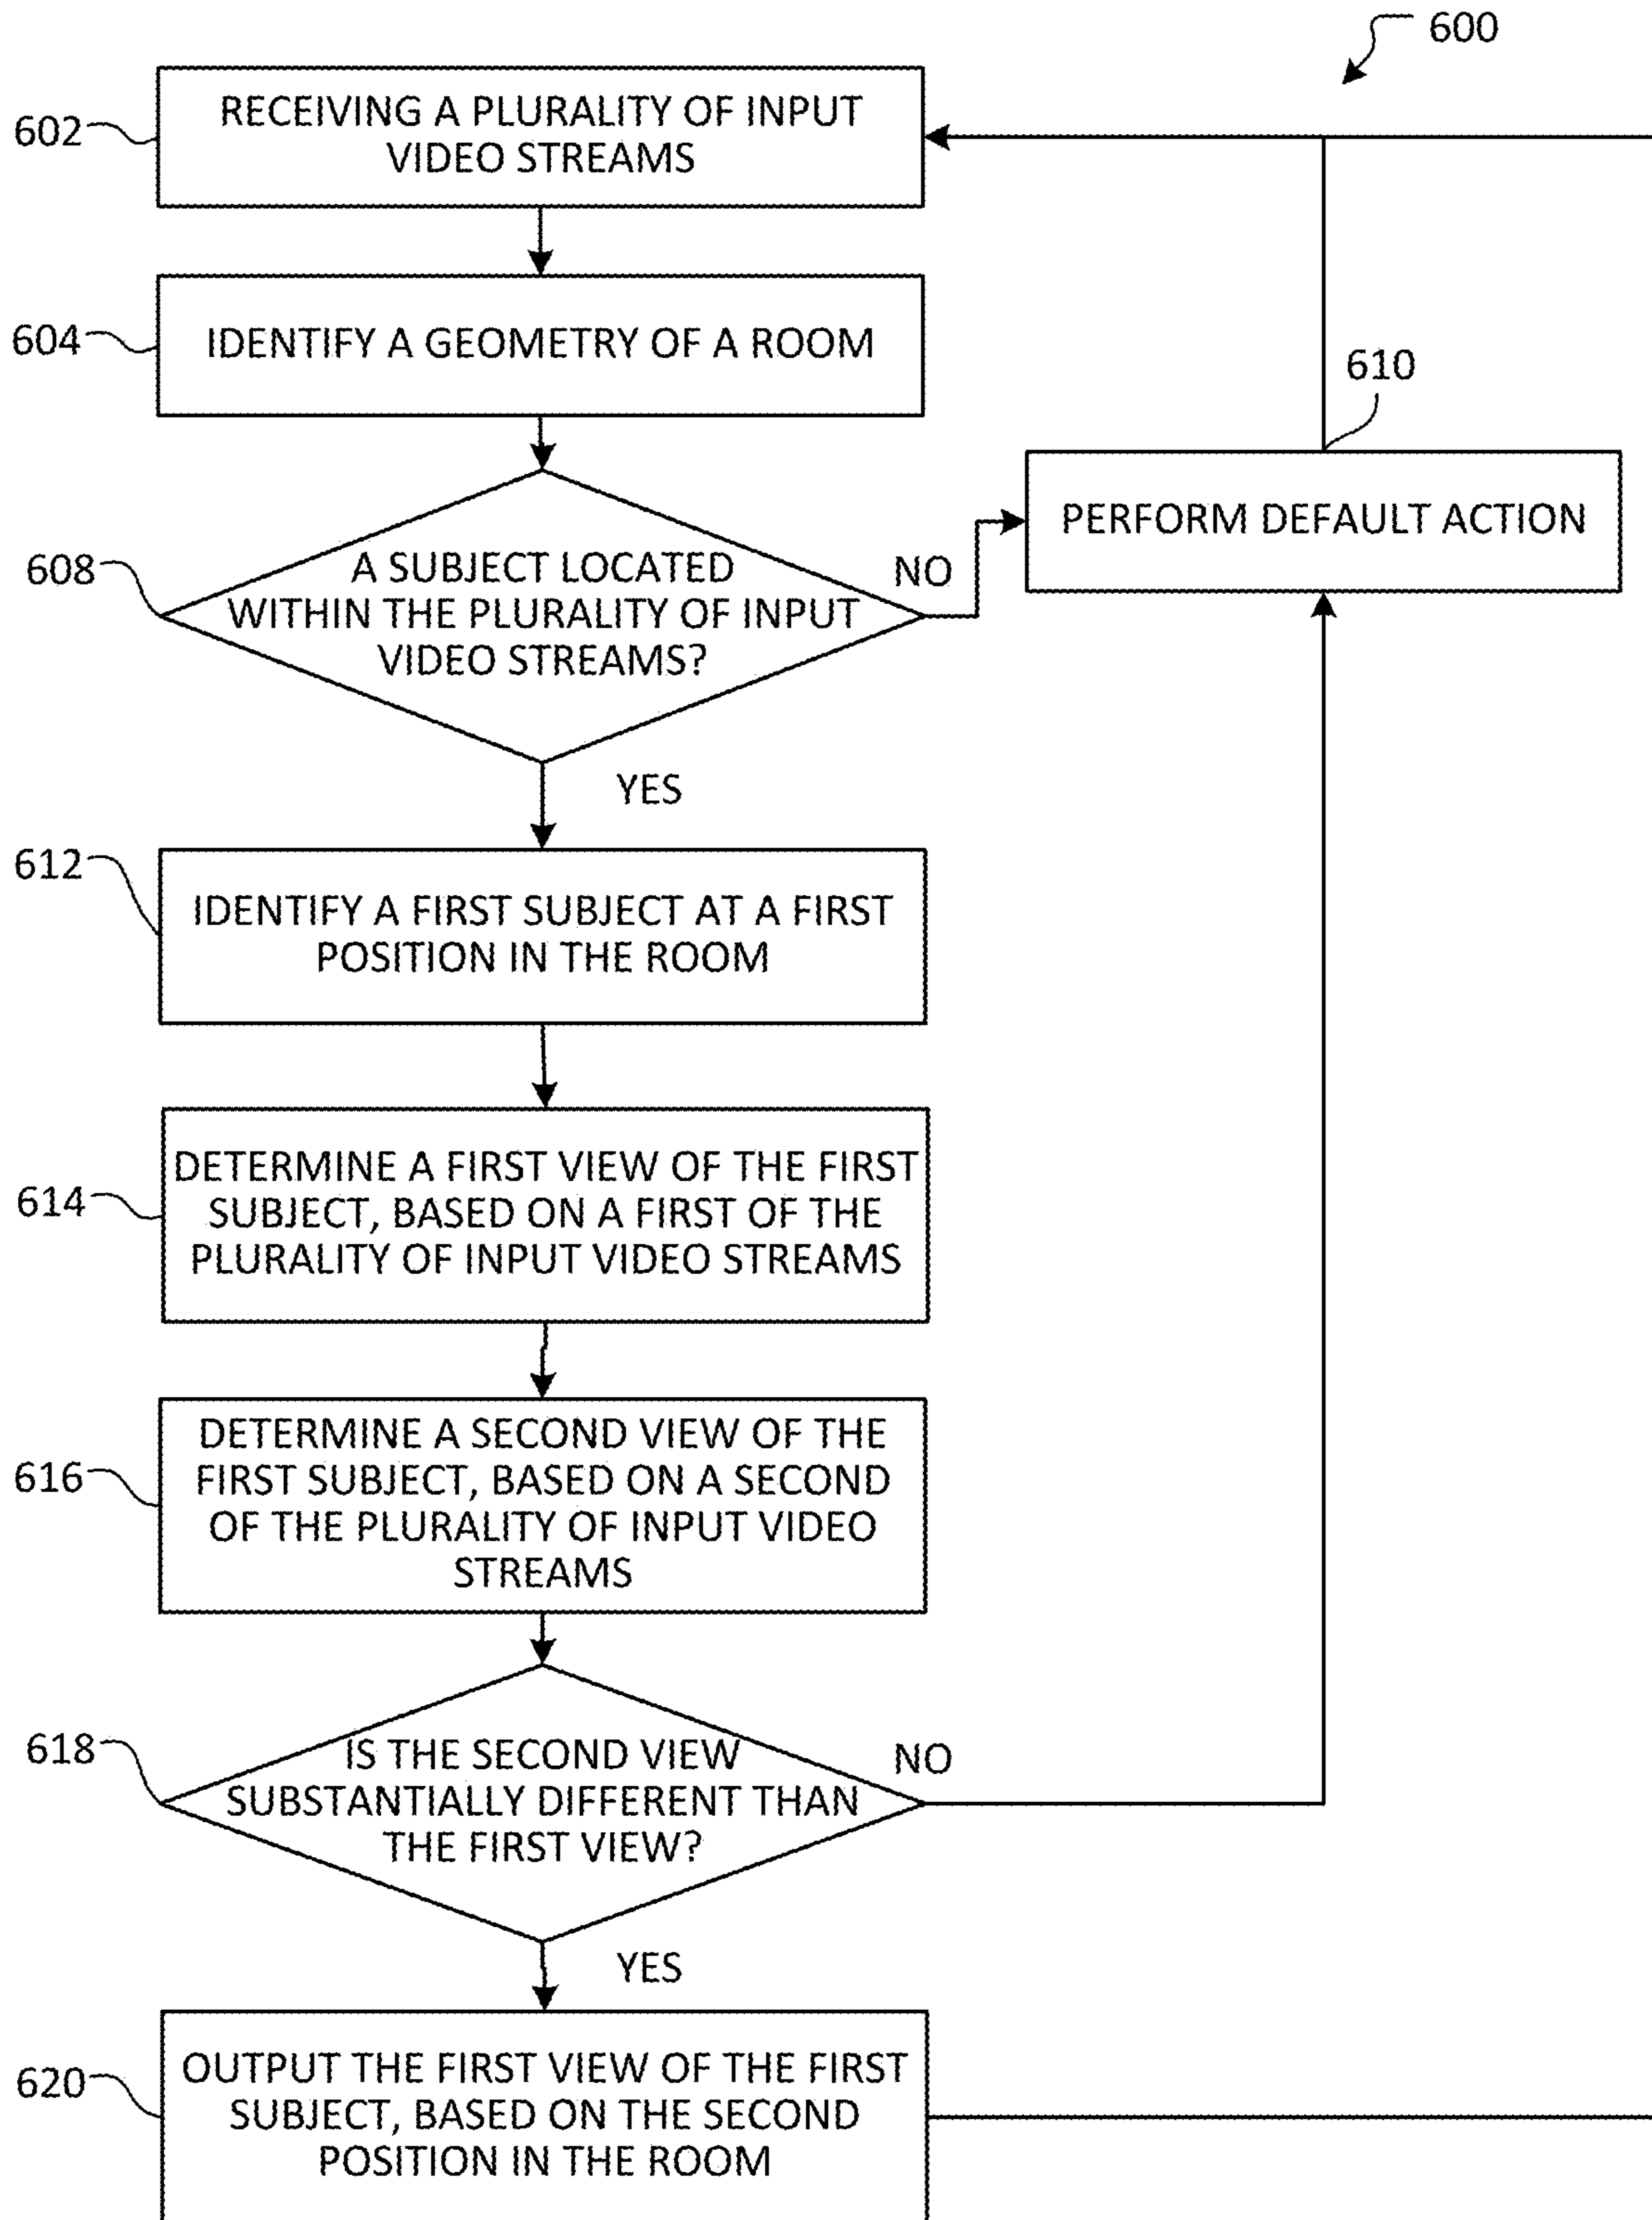 600
602
RECEIVING A PLURALITY OF INPUT
VIDEO STREAMS
604
IDENTIFY A GEOMETRY OF A ROOM
610
PERFORM DEFAULT ACTION
608
A SUBJECT LOCATED
WITHIN THE PLURALITY OF INPUT
VIDEO STREAMS?
NO
YES
612
IDENTIFY A FIRST SUBJECT AT A FIRST
POSITION IN THE ROOM
614
DETERMINE A FIRST VIEW OF THE FIRST
SUBJECT, BASED ON A FIRST OF THE
PLURALITY OF INPUT VIDEO STREAMS
616
DETERMINE A SECOND VIEW OF THE
FIRST SUBJECT, BASED ON A SECOND
OF THE PLURALITY OF INPUT VIDEO
STREAMS
618
IS THE SECOND VIEW
SUBSTANTIALLY DIFFERENT THAN
THE FIRST VIEW?
NO
YES
620
OUTPUT THE FIRST VIEW OF THE FIRST
SUBJECT, BASED ON THE SECOND
POSITION IN THE ROOM